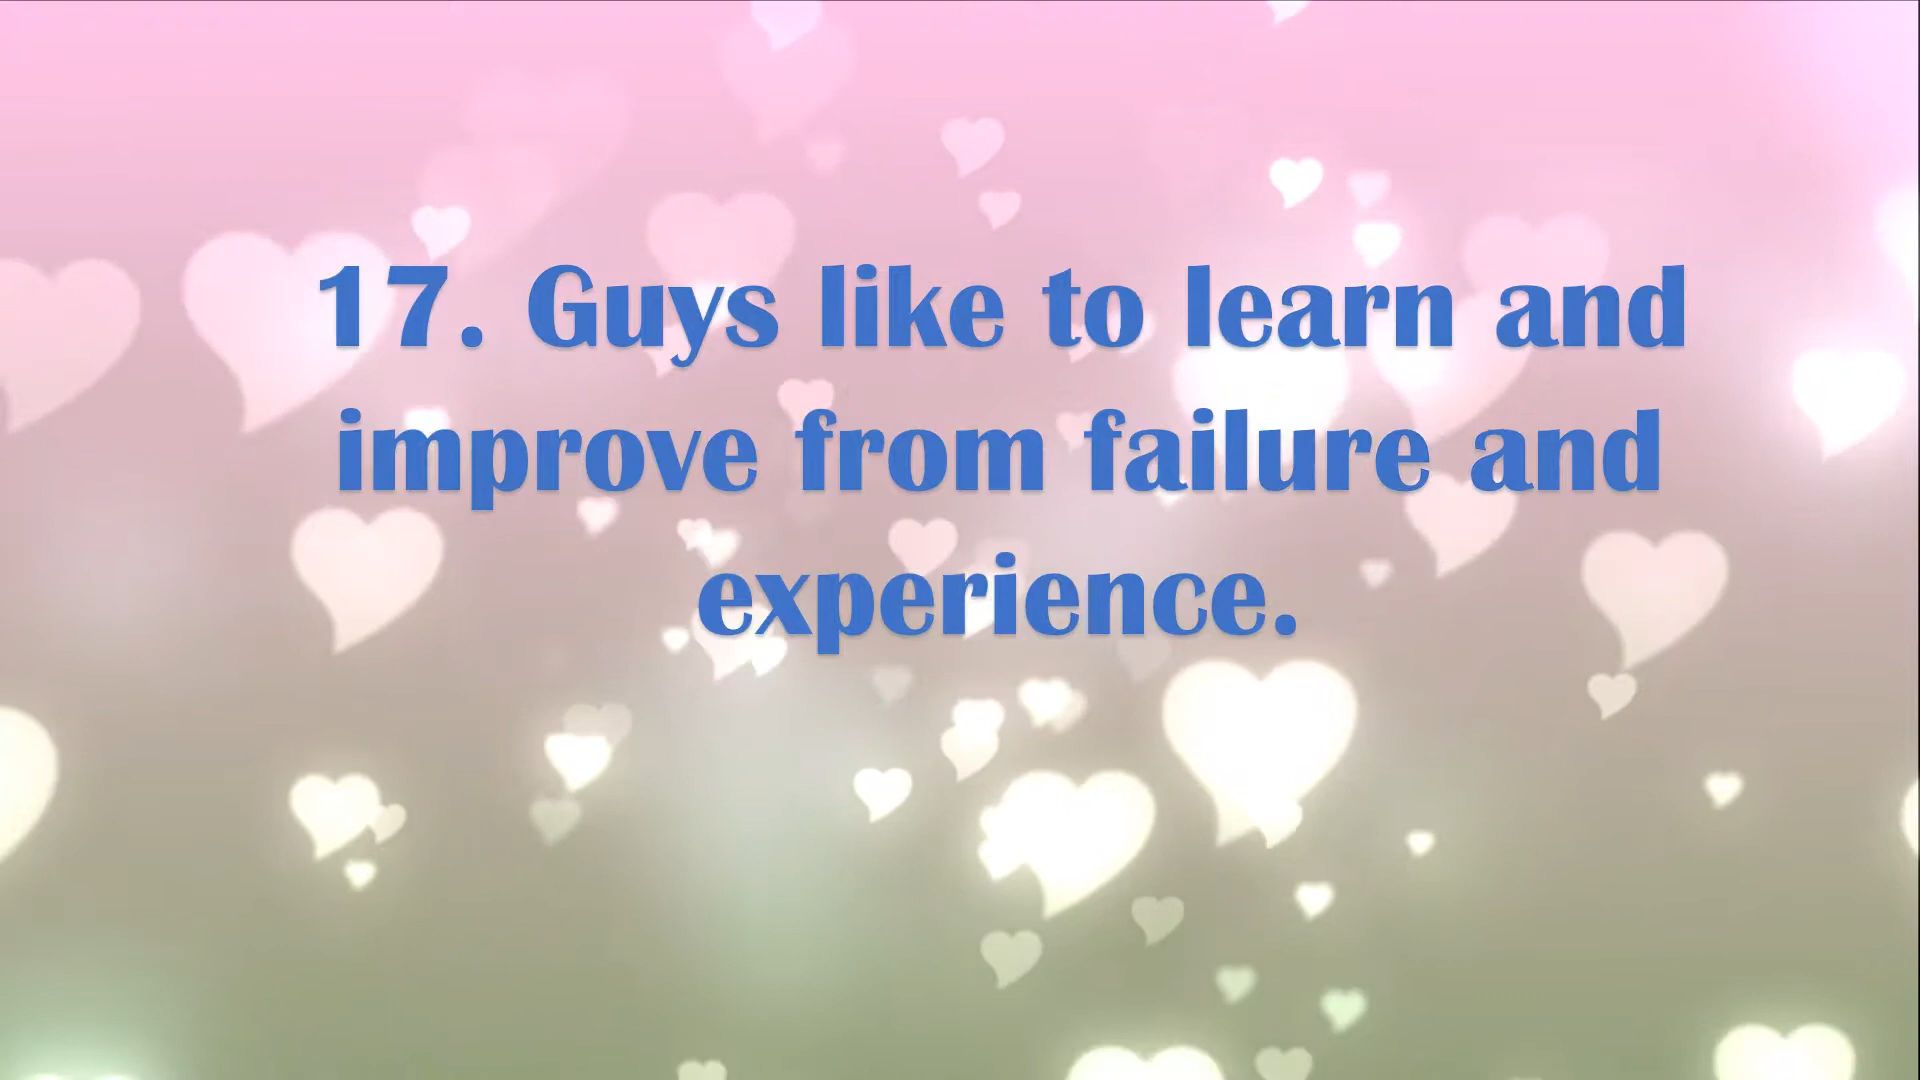 17. Guys like to learn and
improve from failure and
experience.